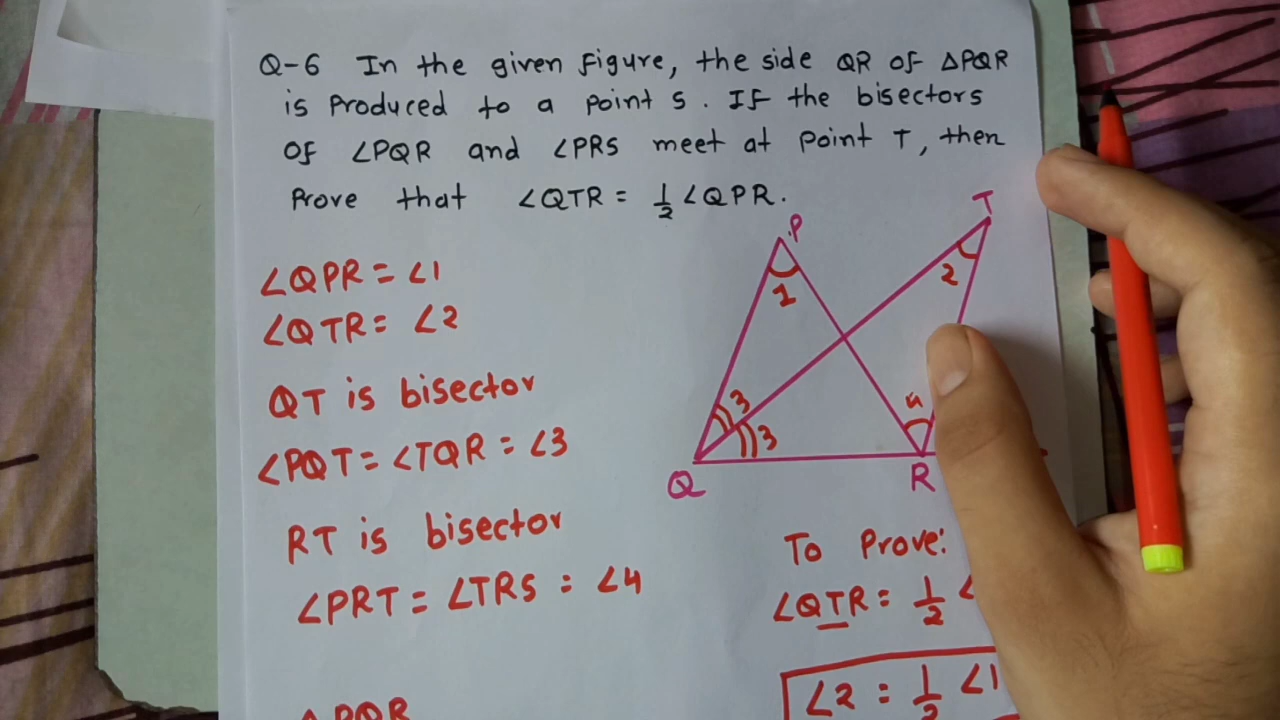 Q-6 In the given figure, the side QR of △PQR
is Produced to a point S. If the bisectors
of ∠PQR and ∠PRS meet at point T, then
Prove that ∠QTR = 1/2 ∠QPR.
∠QPR = ∠1
∠QTR = ∠2
QT is bisector
∠PQT = ∠TQR = ∠3
RT is bisector
∠PRT = ∠TRS = ∠4
△PQR
P
T
1
2
3
3
4
Q
R
To Prove:
∠QTR = 1/2 ∠
∠2 = 1/2 ∠1